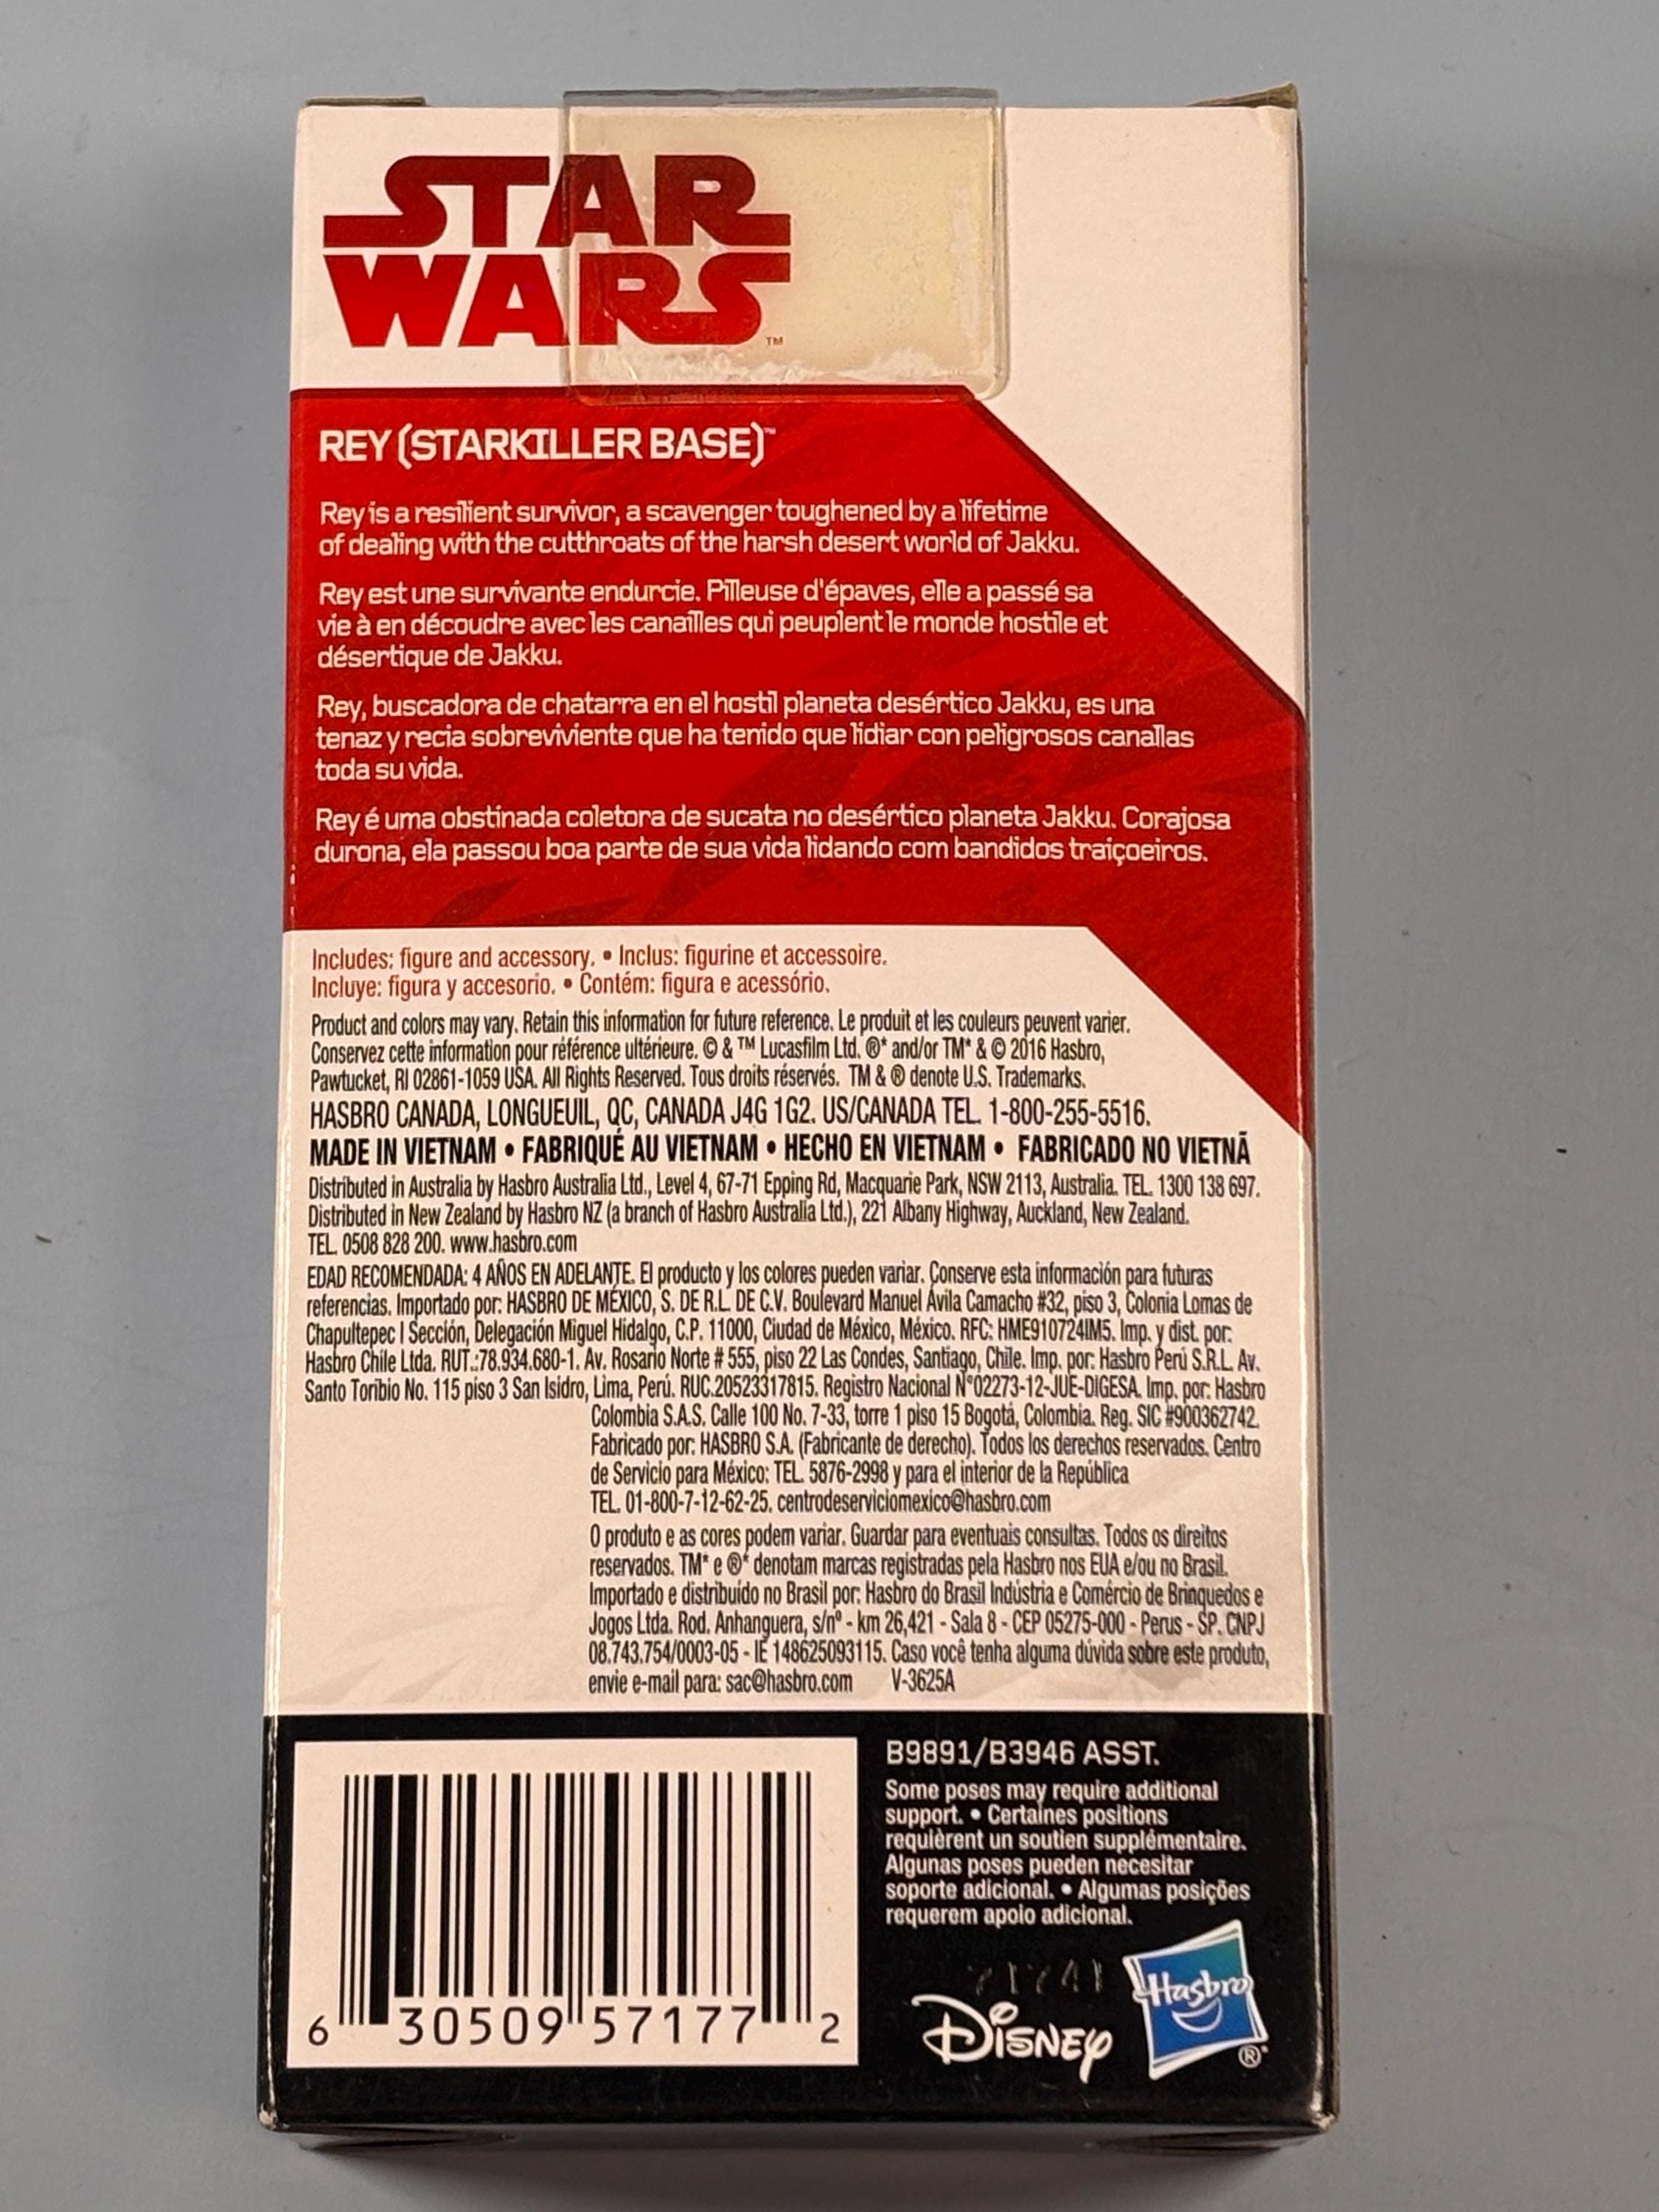 STAR
WARS™
REY (STARKILLER BASE)™
Rey is a resilient survivor, a scavenger toughened by a lifetime
of dealing with the cutthroats of the harsh desert world of Jakku.
Rey est une survivante endurcie. Pilleuse d'épaves, elle a passé sa
vie à en découdre avec les canailles qui peuplent le monde hostile et
désertique de Jakku.
Rey, buscadora de chatarra en el hostil planeta desértico Jakku, es una
tenaz y recia sobreviviente que ha tenido que lidiar con peligrosos canallas
toda su vida.
Rey é uma obstinada coletora de sucata no desértico planeta Jakku. Corajosa
durona, ela passou boa parte de sua vida lidando com bandidos traiçoeiros.
Includes: figure and accessory. • Inclus: figurine et accessoire.
Incluye: figura y accesorio. • Contém: figura e acessório.
Product and colors may vary. Retain this information for future reference. Le produit et les couleurs peuvent varier.
Conservez cette information pour référence ultérieure. © & ™ Lucasfilm Ltd. ®* and/or TM* & © 2016 Hasbro,
Pawtucket, RI 02861-1059 USA. All Rights Reserved. Tous droits réservés. TM & ® denote U.S. Trademarks.
HASBRO CANADA, LONGUEUIL, QC, CANADA J4G 1G2. US/CANADA TEL. 1-800-255-5516.
MADE IN VIETNAM • FABRIQUÉ AU VIETNAM • HECHO EN VIETNAM • FABRICADO NO VIETNÃ
Distributed in Australia by Hasbro Australia Ltd., Level 4, 67-71 Epping Rd, Macquarie Park, NSW 2113, Australia. TEL. 1300 138 697.
Distributed in New Zealand by Hasbro NZ (a branch of Hasbro Australia Ltd.), 221 Albany Highway, Auckland, New Zealand.
TEL. 0508 828 200. www.hasbro.com
EDAD RECOMENDADA: 4 AÑOS EN ADELANTE. El producto y los colores pueden variar. Conserve esta información para futuras
referencias. Importado por: HASBRO DE MÉXICO, S. DE R.L. DE C.V. Boulevard Manuel Ávila Camacho #32, piso 3, Colonia Lomas de
Chapultepec I Sección, Delegación Miguel Hidalgo, C.P. 11000, Ciudad de México, México. RFC: HME910724IM5. Imp. y dist. por:
Hasbro Chile Ltda. RUT.:78.934.680-1. Av. Rosario Norte # 555, piso 22 Las Condes, Santiago, Chile. Imp. por: Hasbro Perú S.R.L. Av.
Santo Toribio No. 115 piso 3 San Isidro, Lima, Perú. RUC.20523317815. Registro Nacional N°02273-12-JUE-DIGESA. Imp. por: Hasbro
Colombia S.A.S. Calle 100 No. 7-33, torre 1 piso 15 Bogotá, Colombia. Reg. SIC #900362742.
Fabricado por: HASBRO S.A. (Fabricante de derecho). Todos los derechos reservados. Centro
de Servicio para México: TEL. 5876-2998 y para el interior de la República
TEL. 01-800-7-12-62-25. centrodeserviciomexico@hasbro.com
O produto e as cores podem variar. Guardar para eventuais consultas. Todos os direitos
reservados. TM* e ®* denotam marcas registradas pela Hasbro nos EUA e/ou no Brasil.
Importado e distribuído no Brasil por: Hasbro do Brasil Indústria e Comércio de Brinquedos e
Jogos Ltda. Rod. Anhanguera, s/nº - km 26,421 - Sala 8 - CEP 05275-000 - Perus - SP. CNPJ
08.743.754/0003-05 - IE 148625093115. Caso você tenha alguma dúvida sobre este produto,
envie e-mail para: sac@hasbro.com V-3625A
B9891/B3946 ASST.
Some poses may require additional
support. • Certaines positions
requièrent un soutien supplémentaire.
Algunas poses pueden necesitar
soporte adicional. • Algumas posições
requerem apoio adicional.
71741
Disney
Hasbro®*
6 30509 57177 2